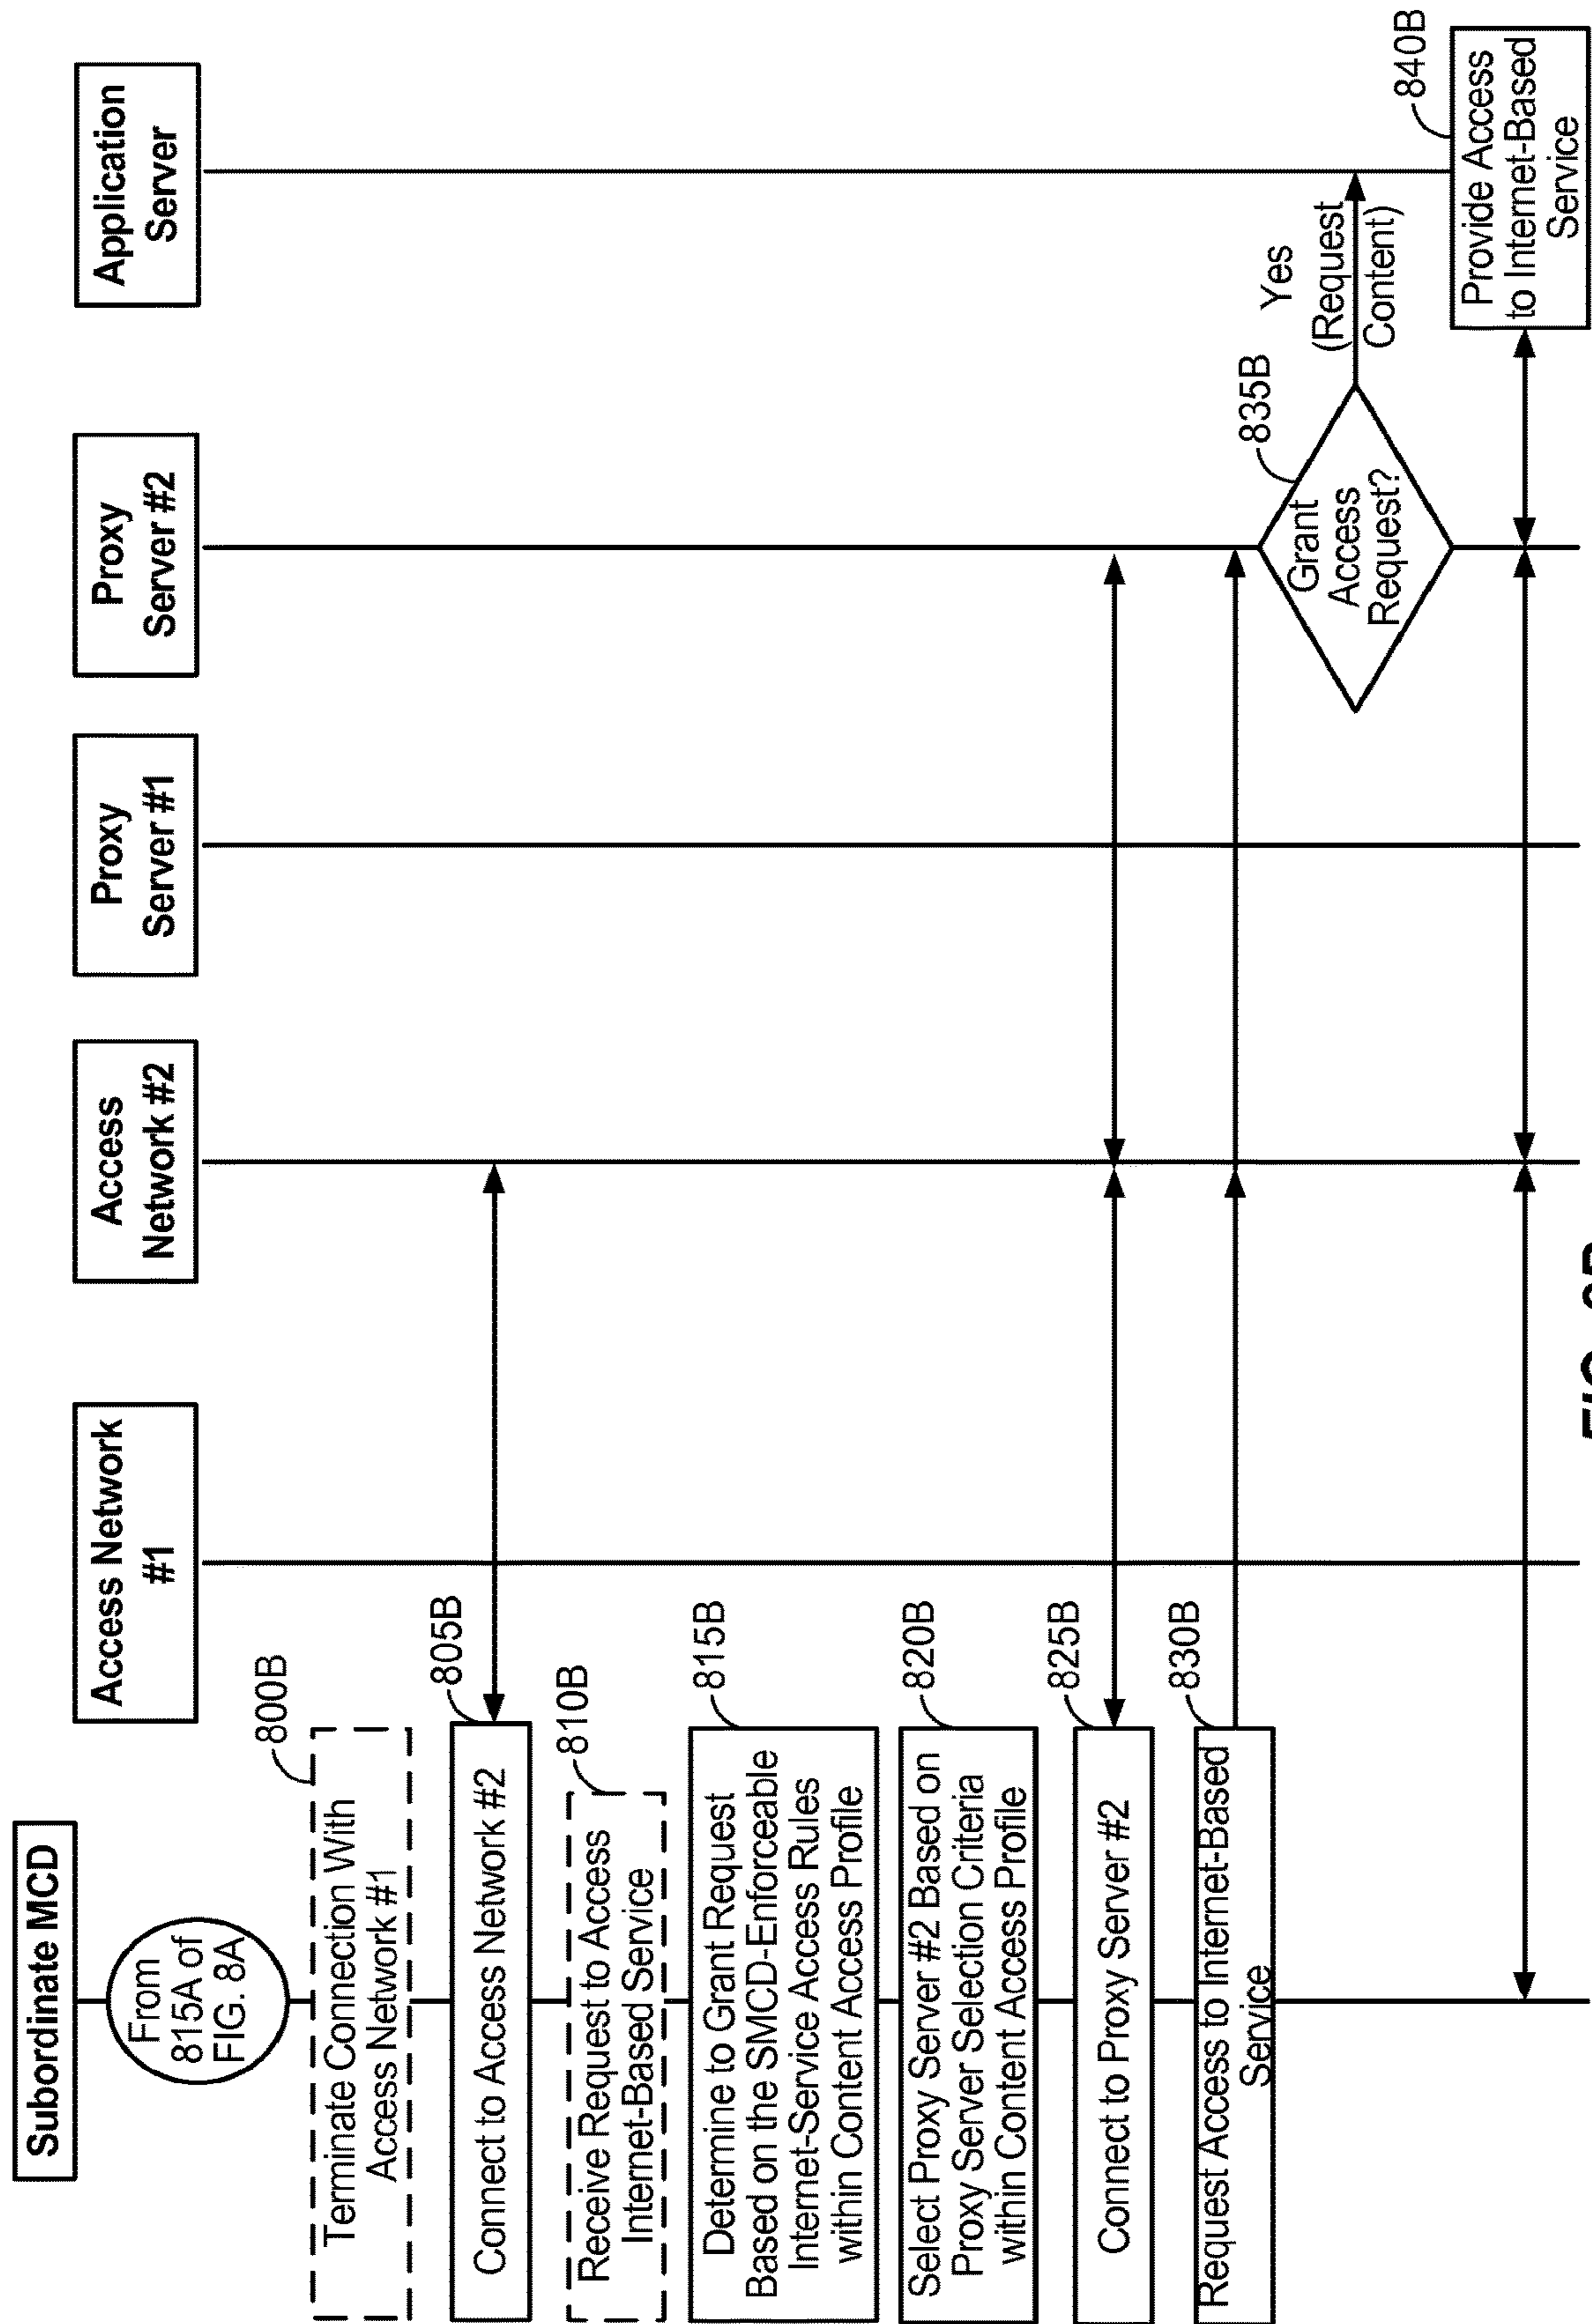 Subordinate MCD
Access Network
#1
Access
Network #2
Proxy
Server #1
Proxy
Server #2
Application
Server
From
815A of
FIG. 8A
800B
Terminate Connection With
Access Network #1
805B
Connect to Access Network #2
810B
Receive Request to Access
Internet-Based Service
815B
Determine to Grant Request
Based on the SMCD-Enforceable
Internet-Service Access Rules
within Content Access Profile
820B
Select Proxy Server #2 Based on
Proxy Server Selection Criteria
within Content Access Profile
825B
Connect to Proxy Server #2
830B
Request Access to Internet-Based
Service
835B
Grant
Access
Request?
Yes
(Request
Content)
840B
Provide Access
to Internet-Based
Service